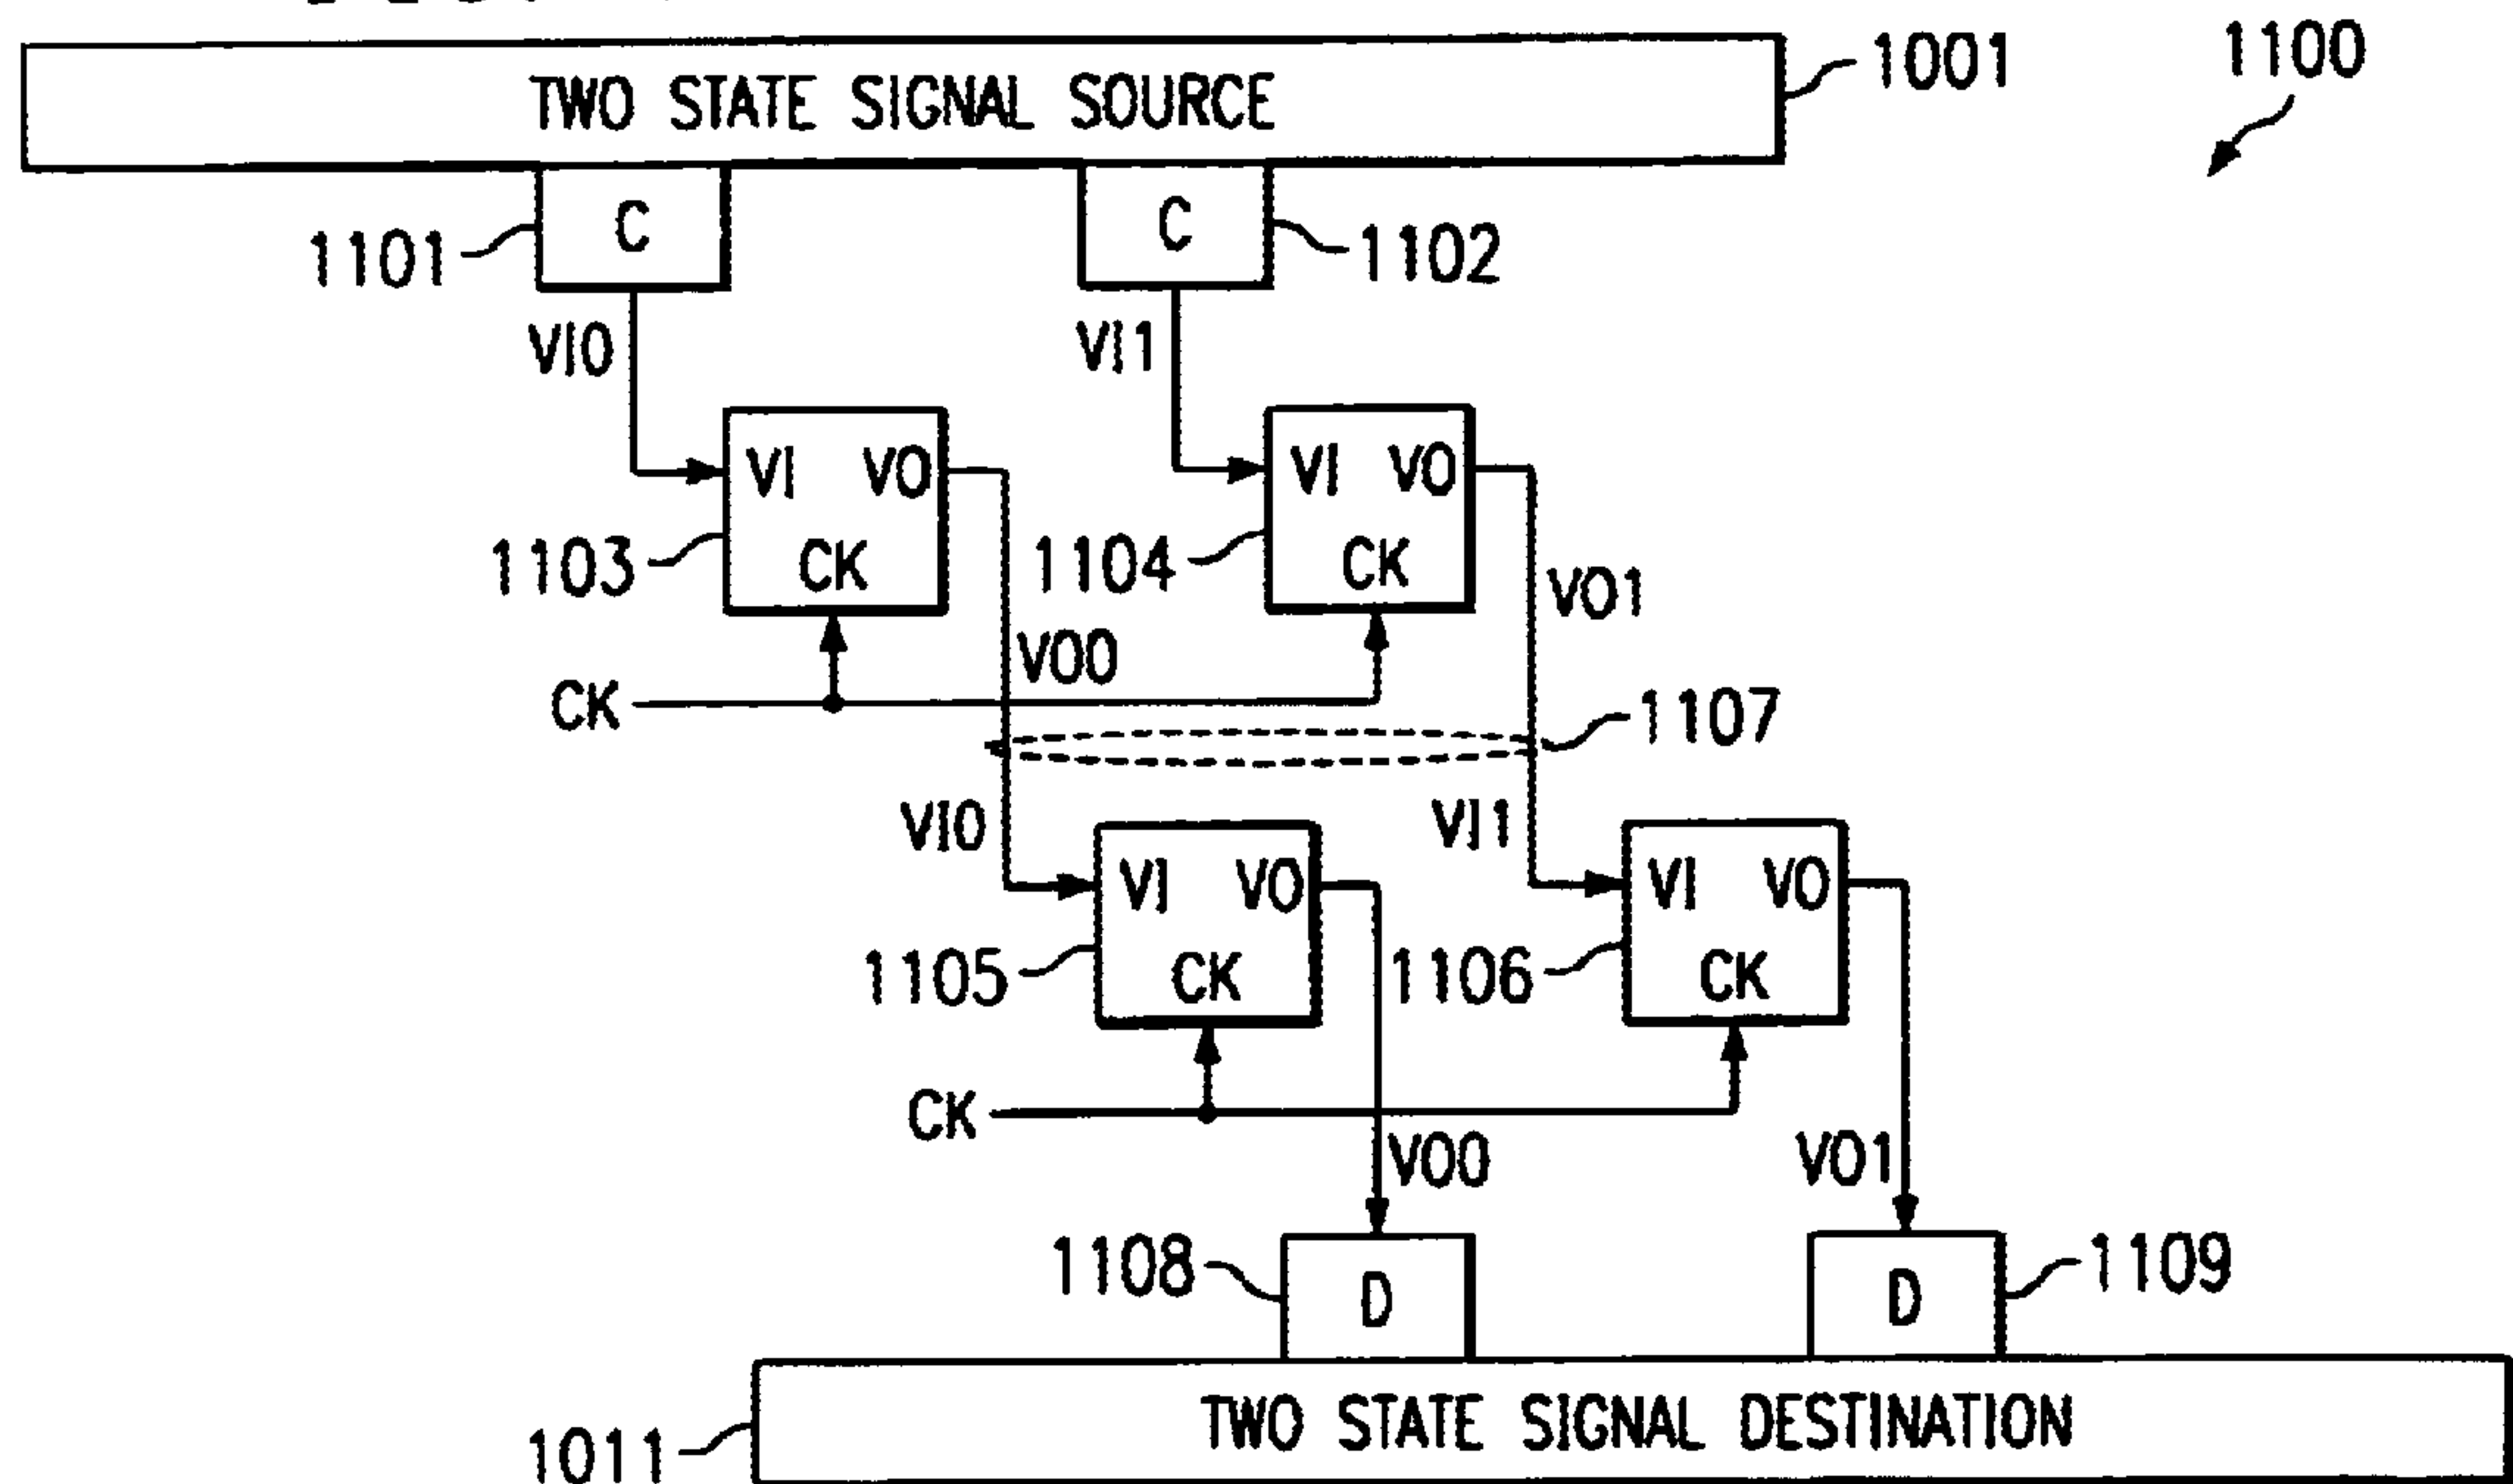 TWO STATE SIGNAL SOURCE
1001
1100
C
C
1101
1102
VI0
VI1
VI VO
CK
1103
VI VO
CK
1104
VO1
VO0
CK
1107
VI0
VI1
VI VO
CK
1105
VI VO
CK
1106
CK
VO0
VO1
1108
D
D
1109
TWO STATE SIGNAL DESTINATION
1011